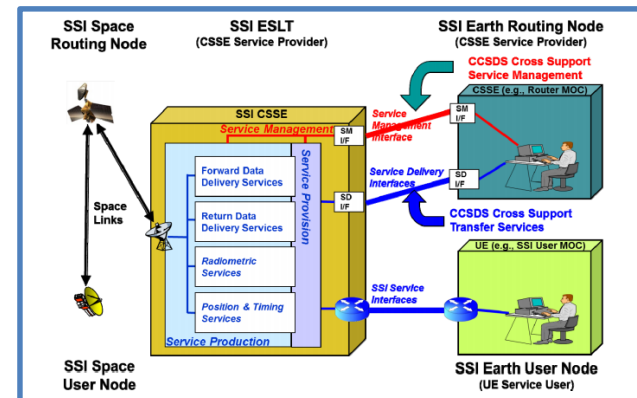 SSI Space
Routing Node
SSI ESLT
(CSSE Service Provider)
SSI Earth Routing Node
(CSSE Service Provider)
CCSDS Cross Support
Service Management
SSI CSSE
Service Management
SM
I/F
Service
Management
Interface
SM
I/F
CSSE (e.g., Router MOC)
Forward Data
Delivery Services
Return Data
Delivery Services
Radiometric
Services
Position & Timing
Services
Service Provision
Service Production
SD
I/F
Service Delivery
Interfaces
SD
I/F
CCSDS Cross Support
Transfer Services
Space
Links
SSI Service
Interfaces
UE (e.g., SSI User MOC)
SSI Space
User Node
SSI Earth User Node
(UE Service User)